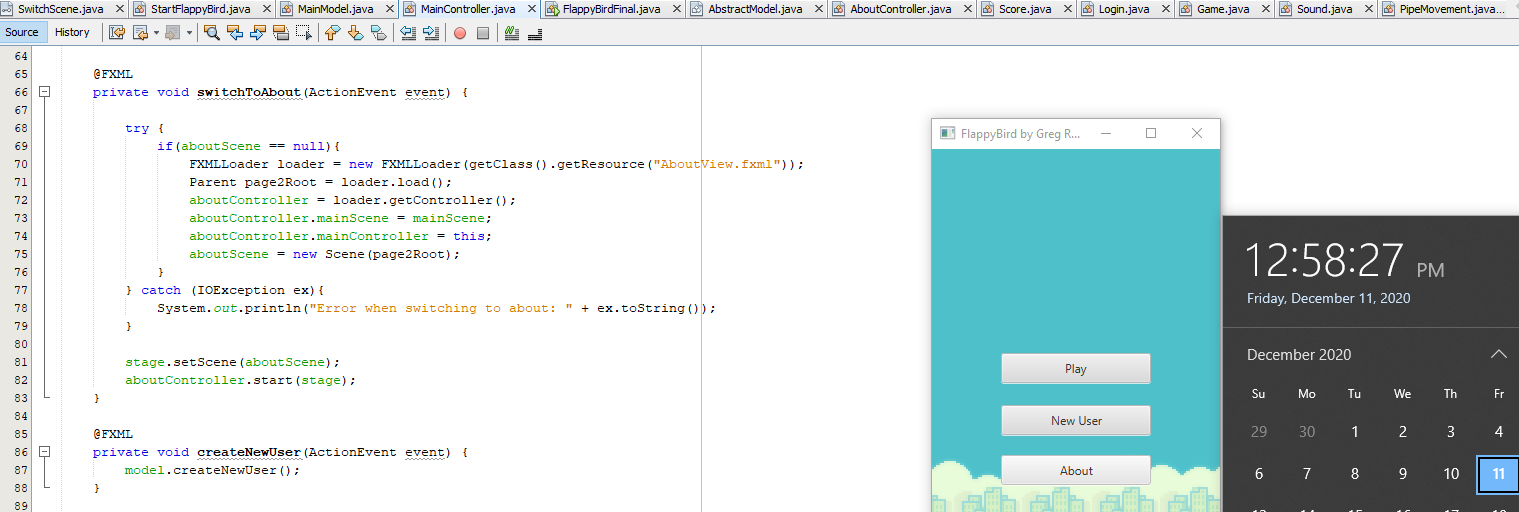 SwitchScene.java StartFlappyBird.java MainModel.java MainController.java FlappyBirdFinal.java AbstractModel.java AboutController.java Score.java Login.java Game.java Sound.java PipeMovement.java...
Source History
64
65 @FXML
66 private void switchToAbout(ActionEvent event) {
67
68 try {
69 if(aboutScene == null){
70 FXMLLoader loader = new FXMLLoader(getClass().getResource("AboutView.fxml"));
71 Parent page2Root = loader.load();
72 aboutController = loader.getController();
73 aboutController.mainScene = mainScene;
74 aboutController.mainController = this;
75 aboutScene = new Scene(page2Root);
76 }
77 } catch (IOException ex){
78 System.out.println("Error when switching to about: " + ex.toString());
79 }
80
81 stage.setScene(aboutScene);
82 aboutController.start(stage);
83 }
84
85 @FXML
86 private void createNewUser(ActionEvent event) {
87 model.createNewUser();
88 }
89
FlappyBird by Greg R...
Play
New User
About
12:58:27 PM
Friday, December 11, 2020
December 2020
Su Mo Tu We Th Fr
29 30 1 2 3 4
6 7 8 9 10 11